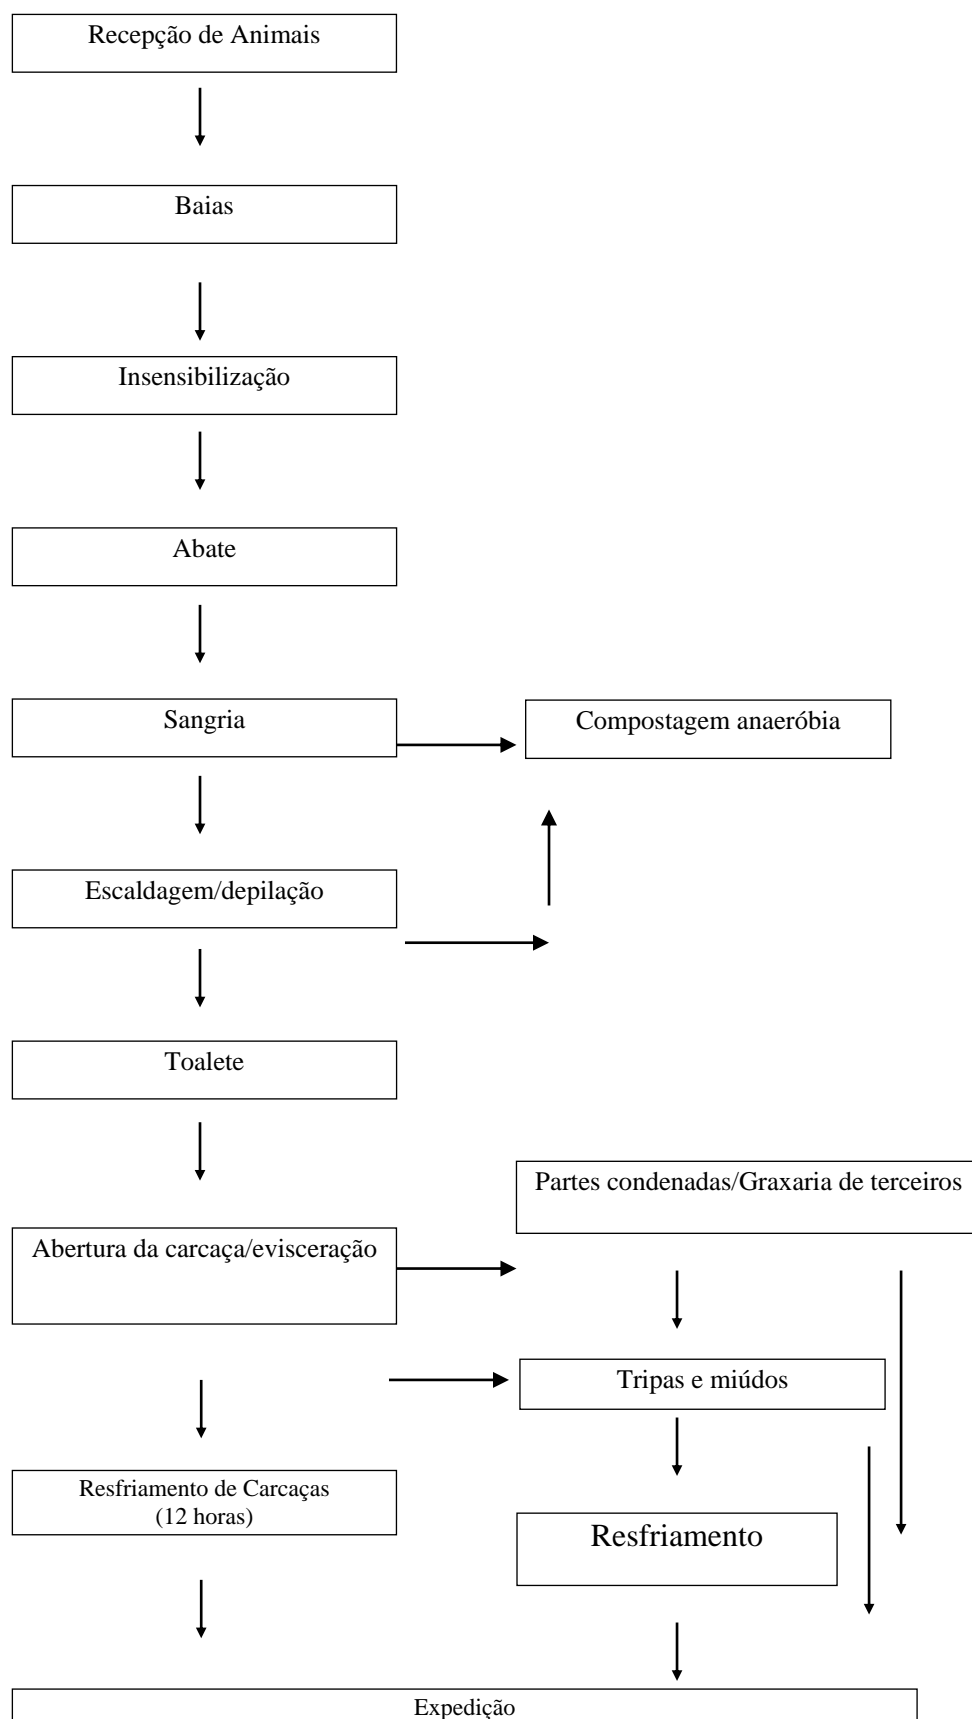 Recepção de Animais
Baias
Insensibilização
Abate
Sangria
Compostagem anaeróbia
Escaldagem/depilação
Toalete
Partes condenadas/Graxaria de terceiros
Abertura da carcaça/evisceração
Tripas e miúdos
Resfriamento de Carcaças
(12 horas)
Resfriamento
Expedição